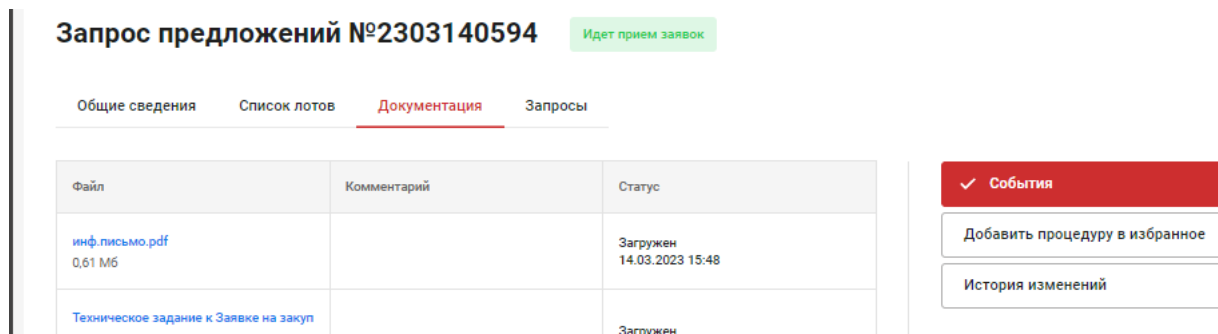 Запрос предложений №2303140594
Идет прием заявок
Общие сведения
Список лотов
Документация
Запросы
Файл
Комментарий
Статус
инф.письмо.pdf
0,61 Мб
Загружен
14.03.2023 15:48
Техническое задание к Заявке на закуп
Загружен
События
Добавить процедуру в избранное
История изменений